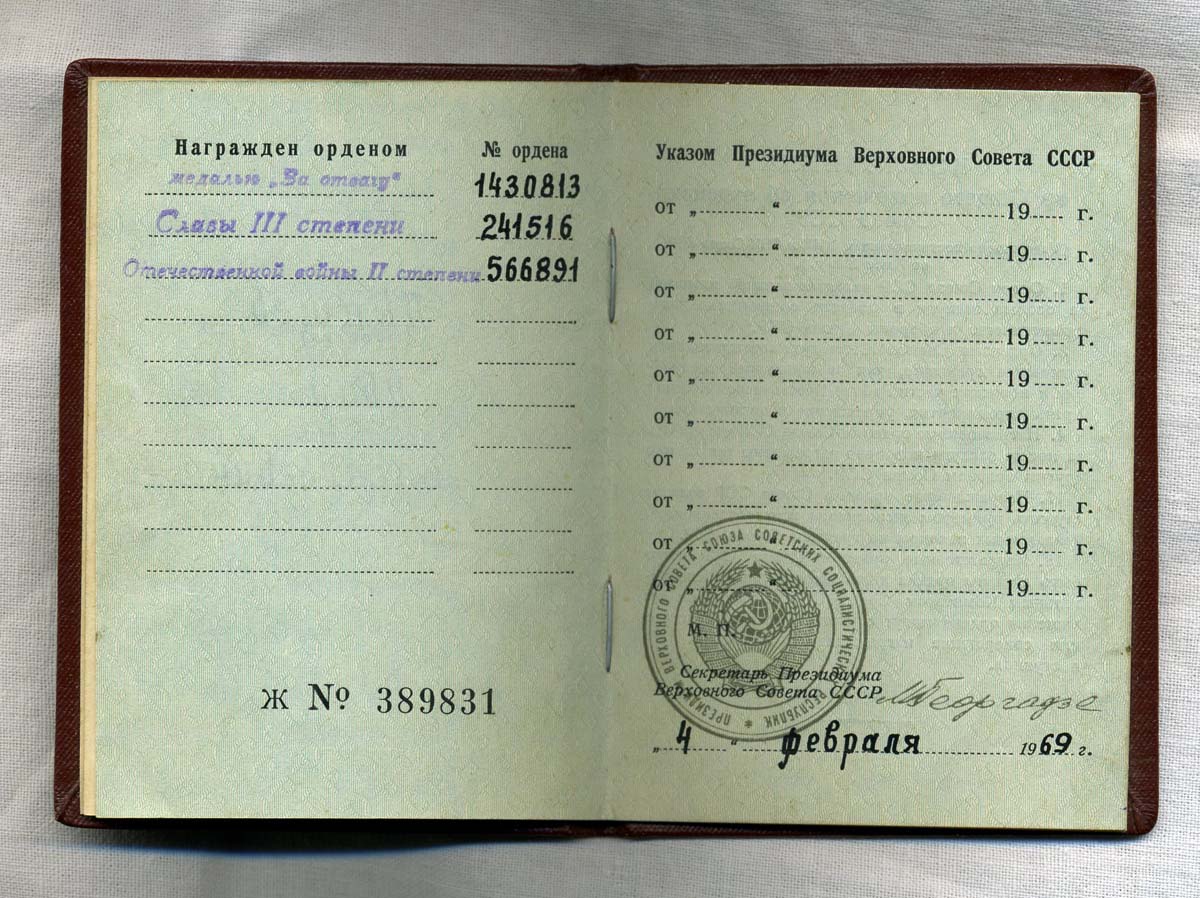 Награжден орденом № ордена
медалью „За отвагу" 1430813
Славы III степени 241516
Отечественной войны II степени 566891
Ж № 389831
Указом Президиума Верховного Совета СССР
от „ “ 19 г.
от „ “ 19 г.
от „ “ 19 г.
от „ “ 19 г.
от „ “ 19 г.
от „ “ 19 г.
от „ “ 19 г.
от „ “ 19 г.
от „ “ 19 г.
от „ “ 19 г.
ПРЕЗИДИУМ ВЕРХОВНОГО СОВЕТА СОЮЗА СОВЕТСКИХ СОЦИАЛИСТИЧЕСКИХ РЕСПУБЛИК
М. П.
Секретарь Президиума
Верховного Совета СССР М Георгадзе
„ 4 “ февраля 1969 г.